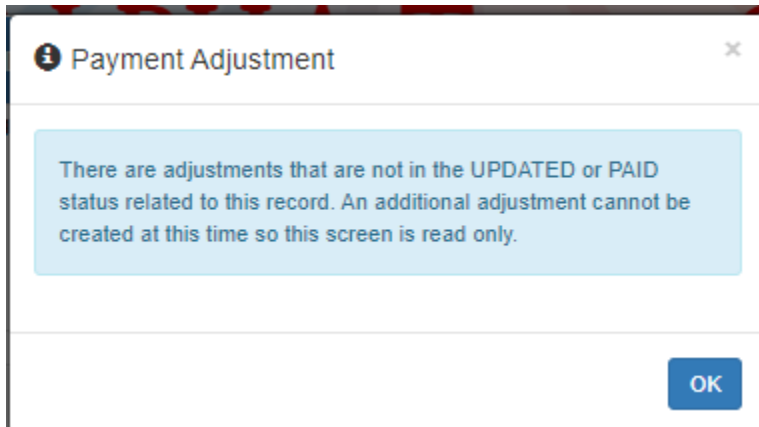 Payment Adjustment
×
There are adjustments that are not in the UPDATED or PAID
status related to this record. An additional adjustment cannot be
created at this time so this screen is read only.
OK